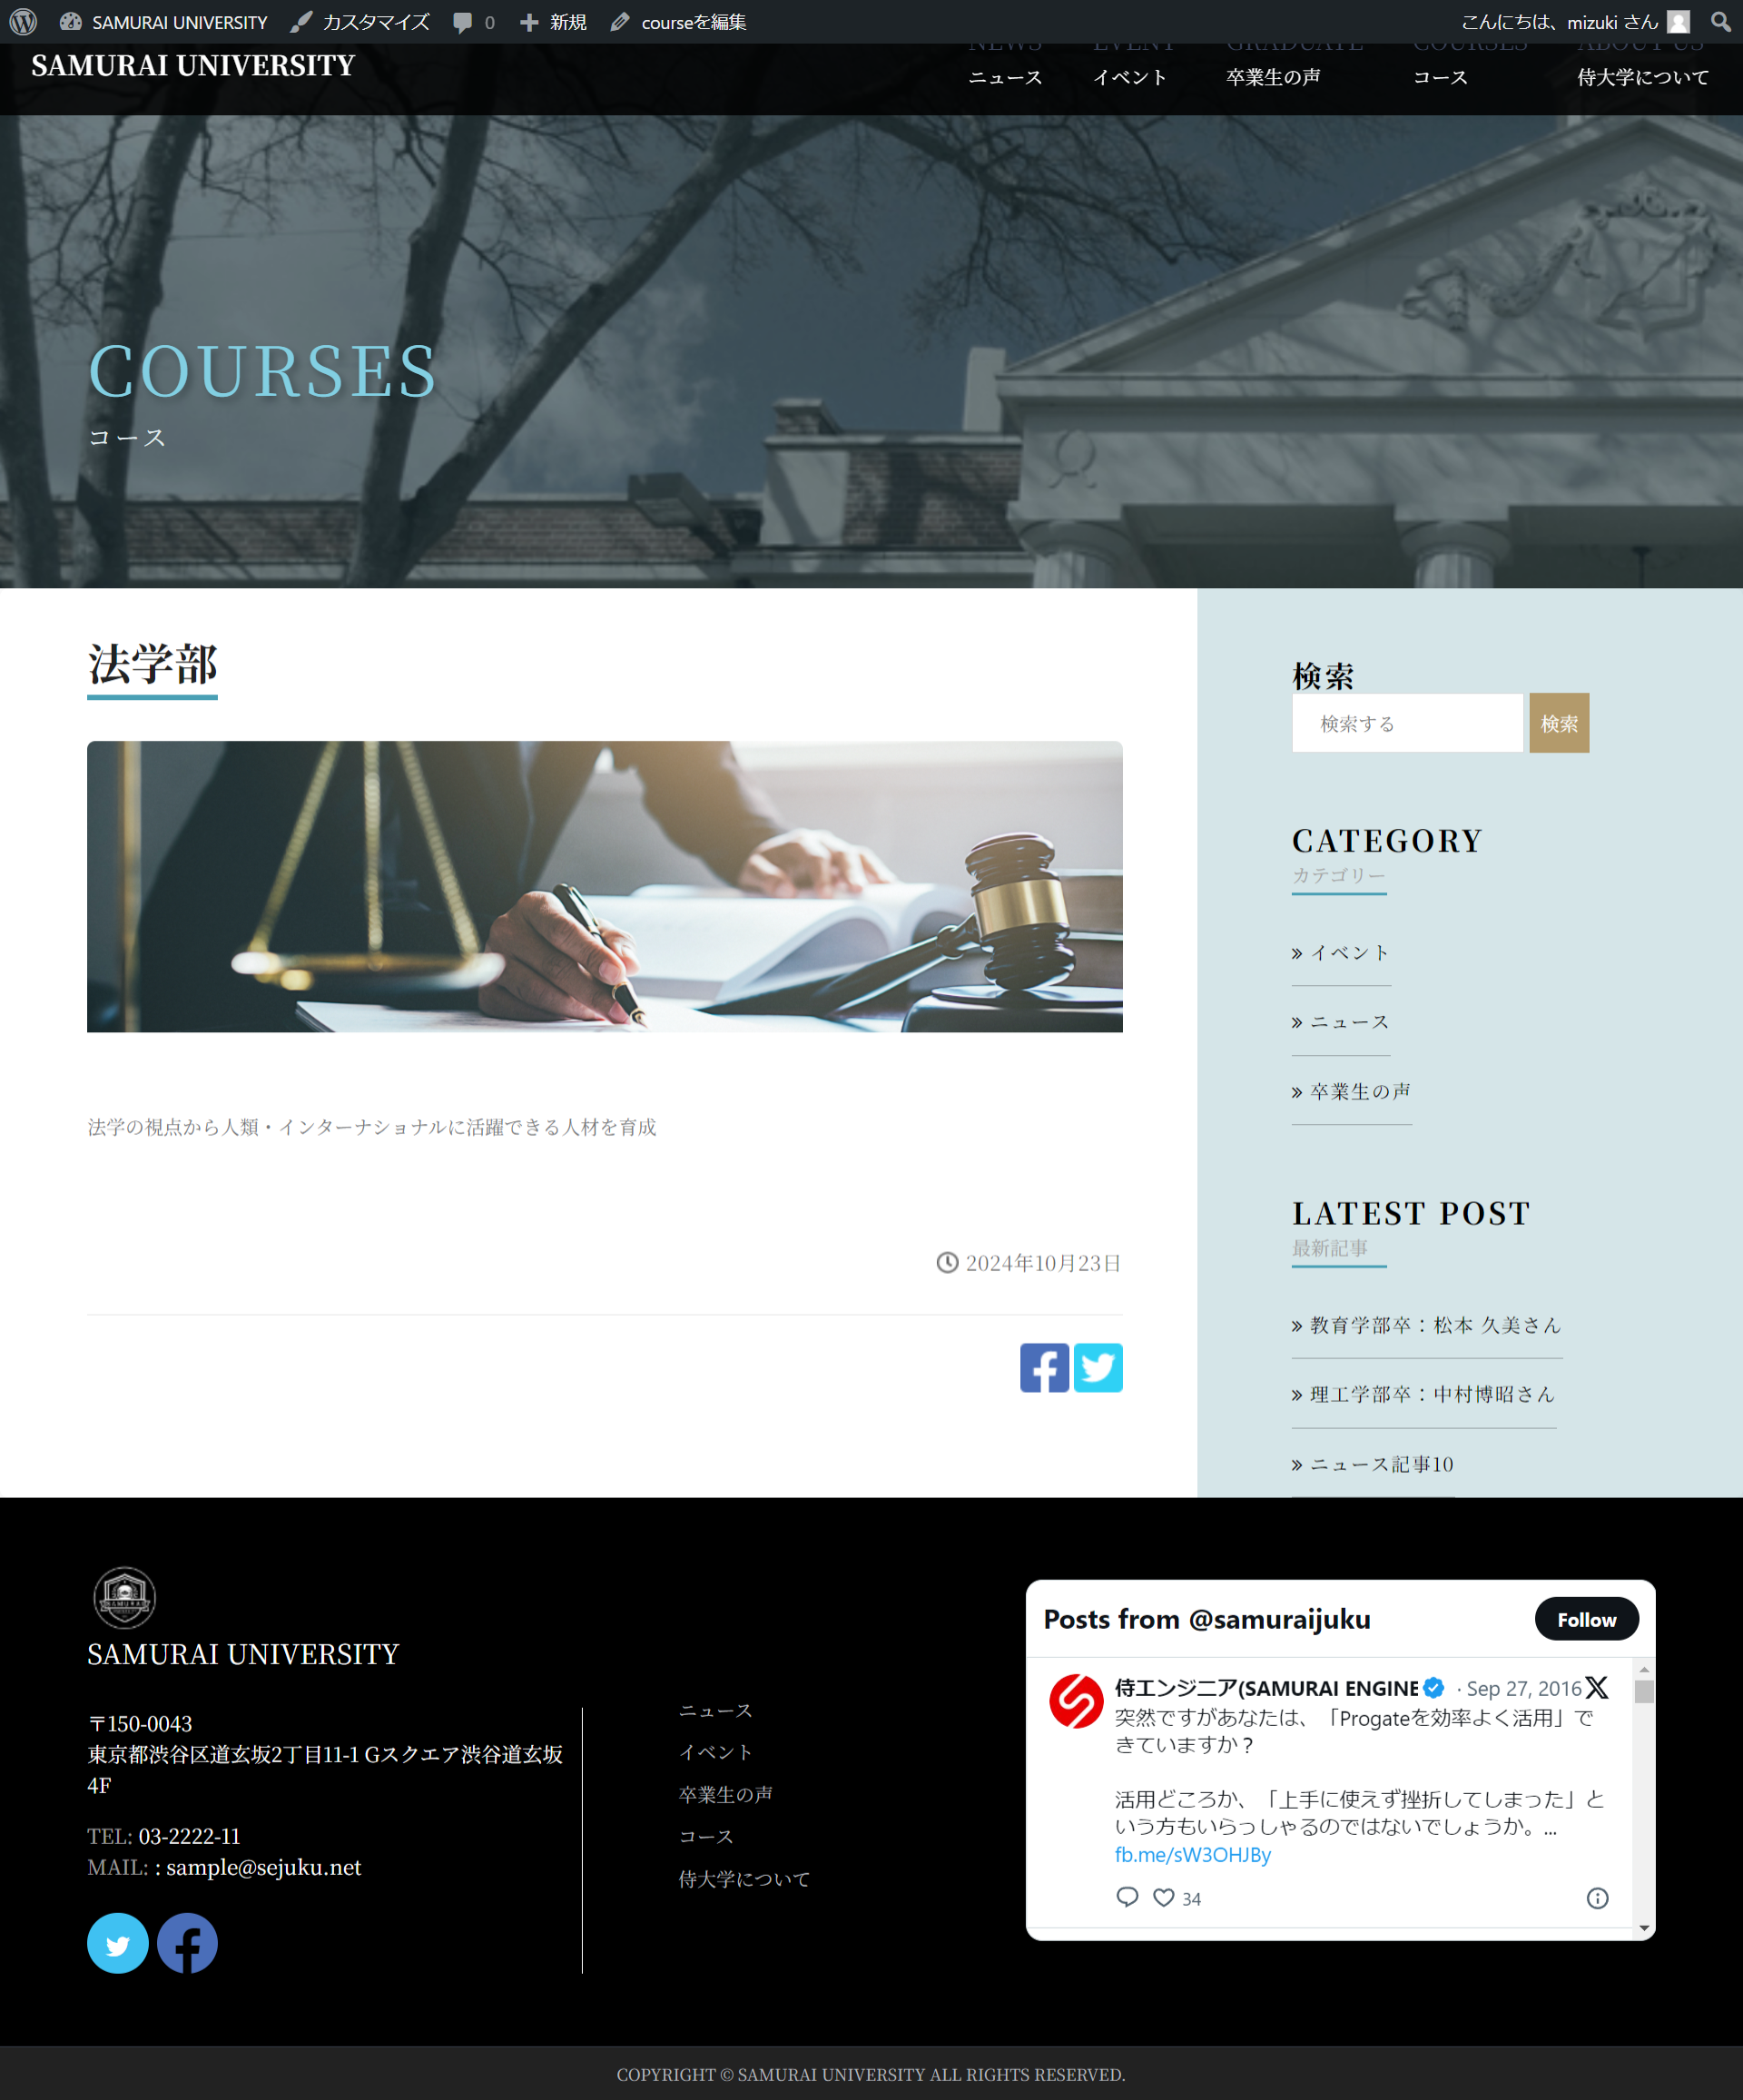 SAMURAI UNIVERSITY
カスタマイズ
0
新規
courseを編集
こんにちは、mizuki さん
SAMURAI UNIVERSITY
NEWS EVENT GRADUATE COURSES ABOUT US
ニュース イベント 卒業生の声 コース 侍大学について
COURSES
コース
法学部
法学の視点から人類・インターナショナルに活躍できる人材を育成
2024年10月23日
検索
検索する 検索
CATEGORY
カテゴリー
» イベント
» ニュース
» 卒業生の声
LATEST POST
最新記事
» 教育学部卒：松本 久美さん
» 理工学部卒：中村博昭さん
» ニュース記事10
SAMURAI UNIVERSITY
〒150-0043
東京都渋谷区道玄坂2丁目11-1 Gスクエア渋谷道玄坂
4F
TEL: 03-2222-11
MAIL: : sample@sejuku.net
ニュース
イベント
卒業生の声
コース
侍大学について
Posts from @samuraijuku
Follow
侍エンジニア(SAMURAI ENGINE · Sep 27, 2016
突然ですがあなたは、「Progateを効率よく活用」で
きていますか？
活用どころか、「上手に使えず挫折してしまった」と
いう方もいらっしゃるのではないでしょうか。...
fb.me/sW3OHJBy
34
COPYRIGHT © SAMURAI UNIVERSITY ALL RIGHTS RESERVED.